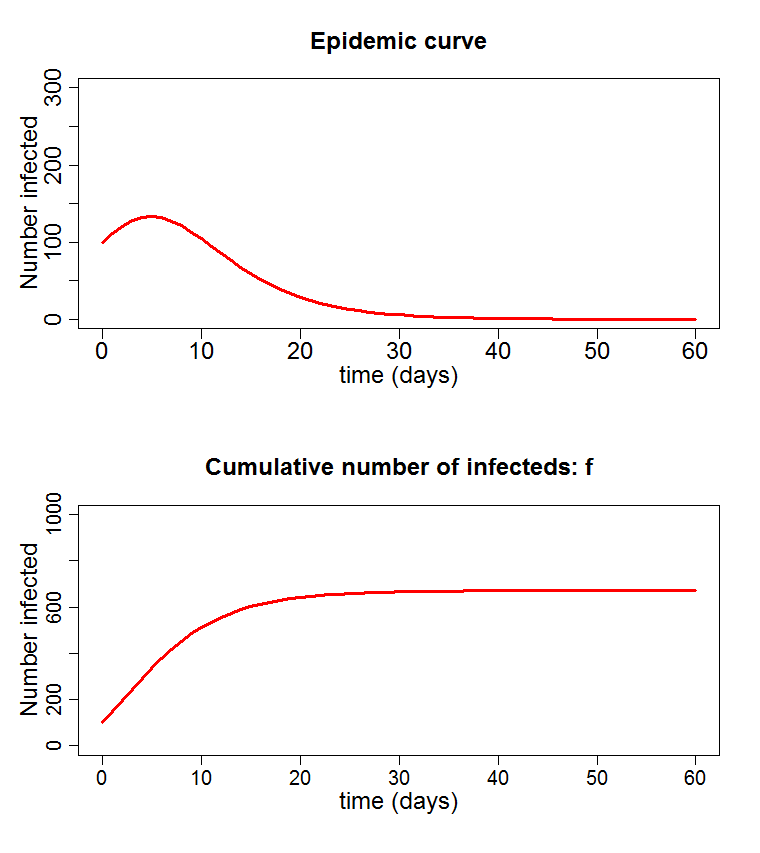 Epidemic curve
Number infected
300
200
100
0
0 10 20 30 40 50 60
time (days)
Cumulative number of infecteds: f
Number infected
1000
600
200
0
0 10 20 30 40 50 60
time (days)